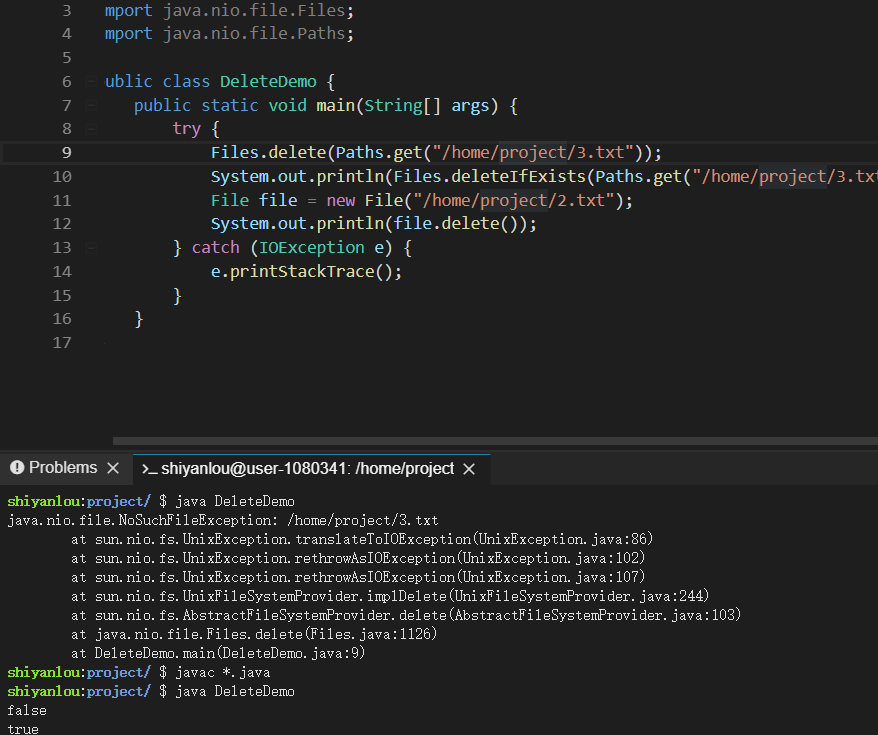 3 mport java.nio.file.Files;
4 mport java.nio.file.Paths;
5
6 ublic class DeleteDemo {
7 public static void main(String[] args) {
8 try {
9 Files.delete(Paths.get("/home/project/3.txt"));
10 System.out.println(Files.deleteIfExists(Paths.get("/home/project/3.txt
11 File file = new File("/home/project/2.txt");
12 System.out.println(file.delete());
13 } catch (IOException e) {
14 e.printStackTrace();
15 }
16 }
17
Problems
>_ shiyanlou@user-1080341: /home/project
shiyanlou:project/ $ java DeleteDemo
java.nio.file.NoSuchFileException: /home/project/3.txt
at sun.nio.fs.UnixException.translateToIOException(UnixException.java:86)
at sun.nio.fs.UnixException.rethrowAsIOException(UnixException.java:102)
at sun.nio.fs.UnixException.rethrowAsIOException(UnixException.java:107)
at sun.nio.fs.UnixFileSystemProvider.implDelete(UnixFileSystemProvider.java:244)
at sun.nio.fs.AbstractFileSystemProvider.delete(AbstractFileSystemProvider.java:103)
at java.nio.file.Files.delete(Files.java:1126)
at DeleteDemo.main(DeleteDemo.java:9)
shiyanlou:project/ $ javac *.java
shiyanlou:project/ $ java DeleteDemo
false
true